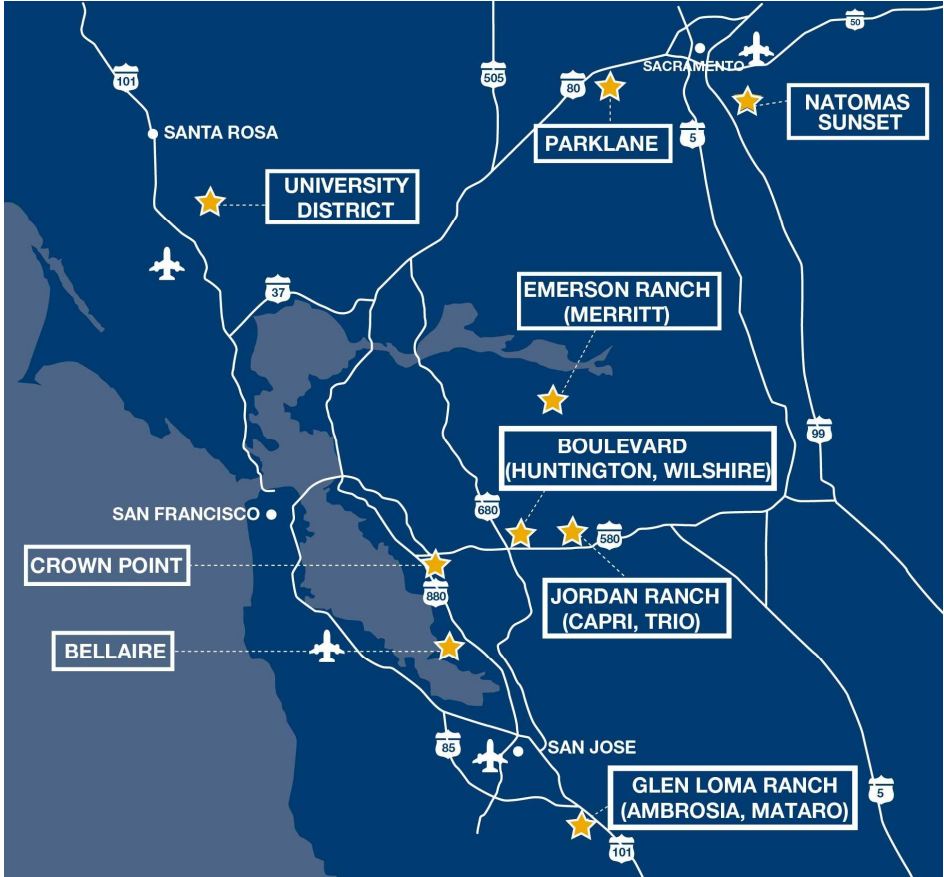 50
101
505
80
SACRAMENTO
NATOMAS
SUNSET
SANTA ROSA
PARKLANE
5
UNIVERSITY
DISTRICT
37
EMERSON RANCH
(MERRITT)
99
BOULEVARD
(HUNTINGTON, WILSHIRE)
SAN FRANCISCO
680
580
CROWN POINT
880
JORDAN RANCH
(CAPRI, TRIO)
BELLAIRE
85
SAN JOSE
GLEN LOMA RANCH
(AMBROSIA, MATARO)
5
101